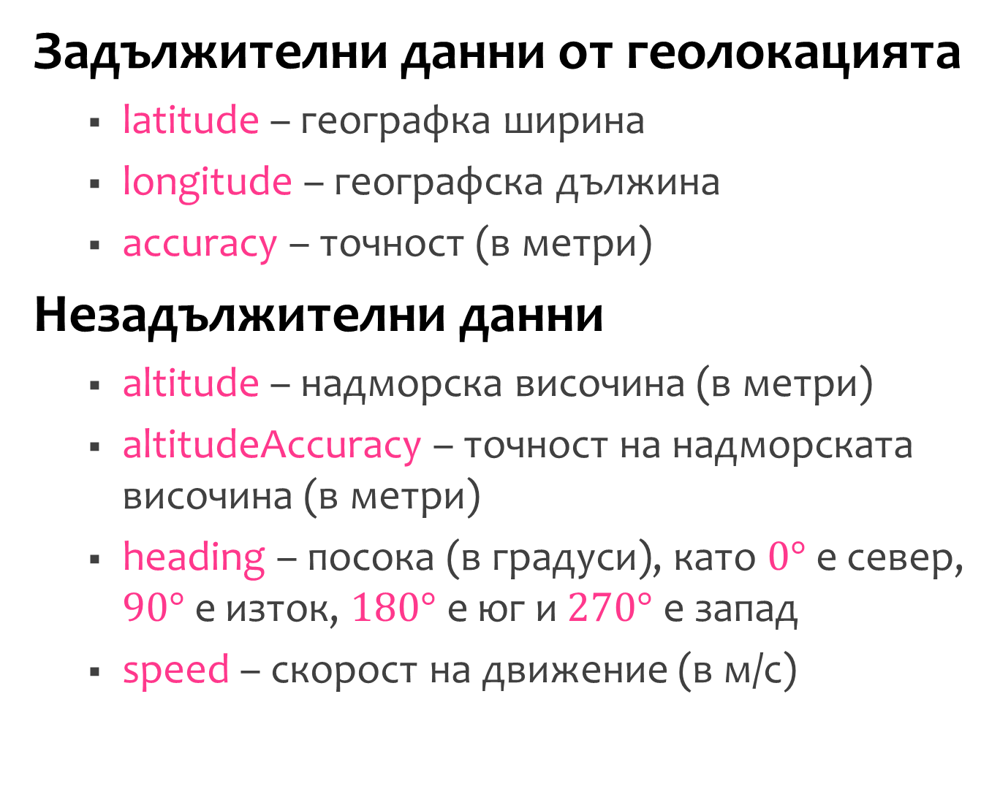 Задължителни данни от геолокацията
▪ latitude – географка ширина
▪ longitude – географска дължина
▪ accuracy – точност (в метри)
Незадължителни данни
▪ altitude – надморска височина (в метри)
▪ altitudeAccuracy – точност на надморската
височина (в метри)
▪ heading – посока (в градуси), като 0° е север,
90° е изток, 180° е юг и 270° е запад
▪ speed – скорост на движение (в м/с)